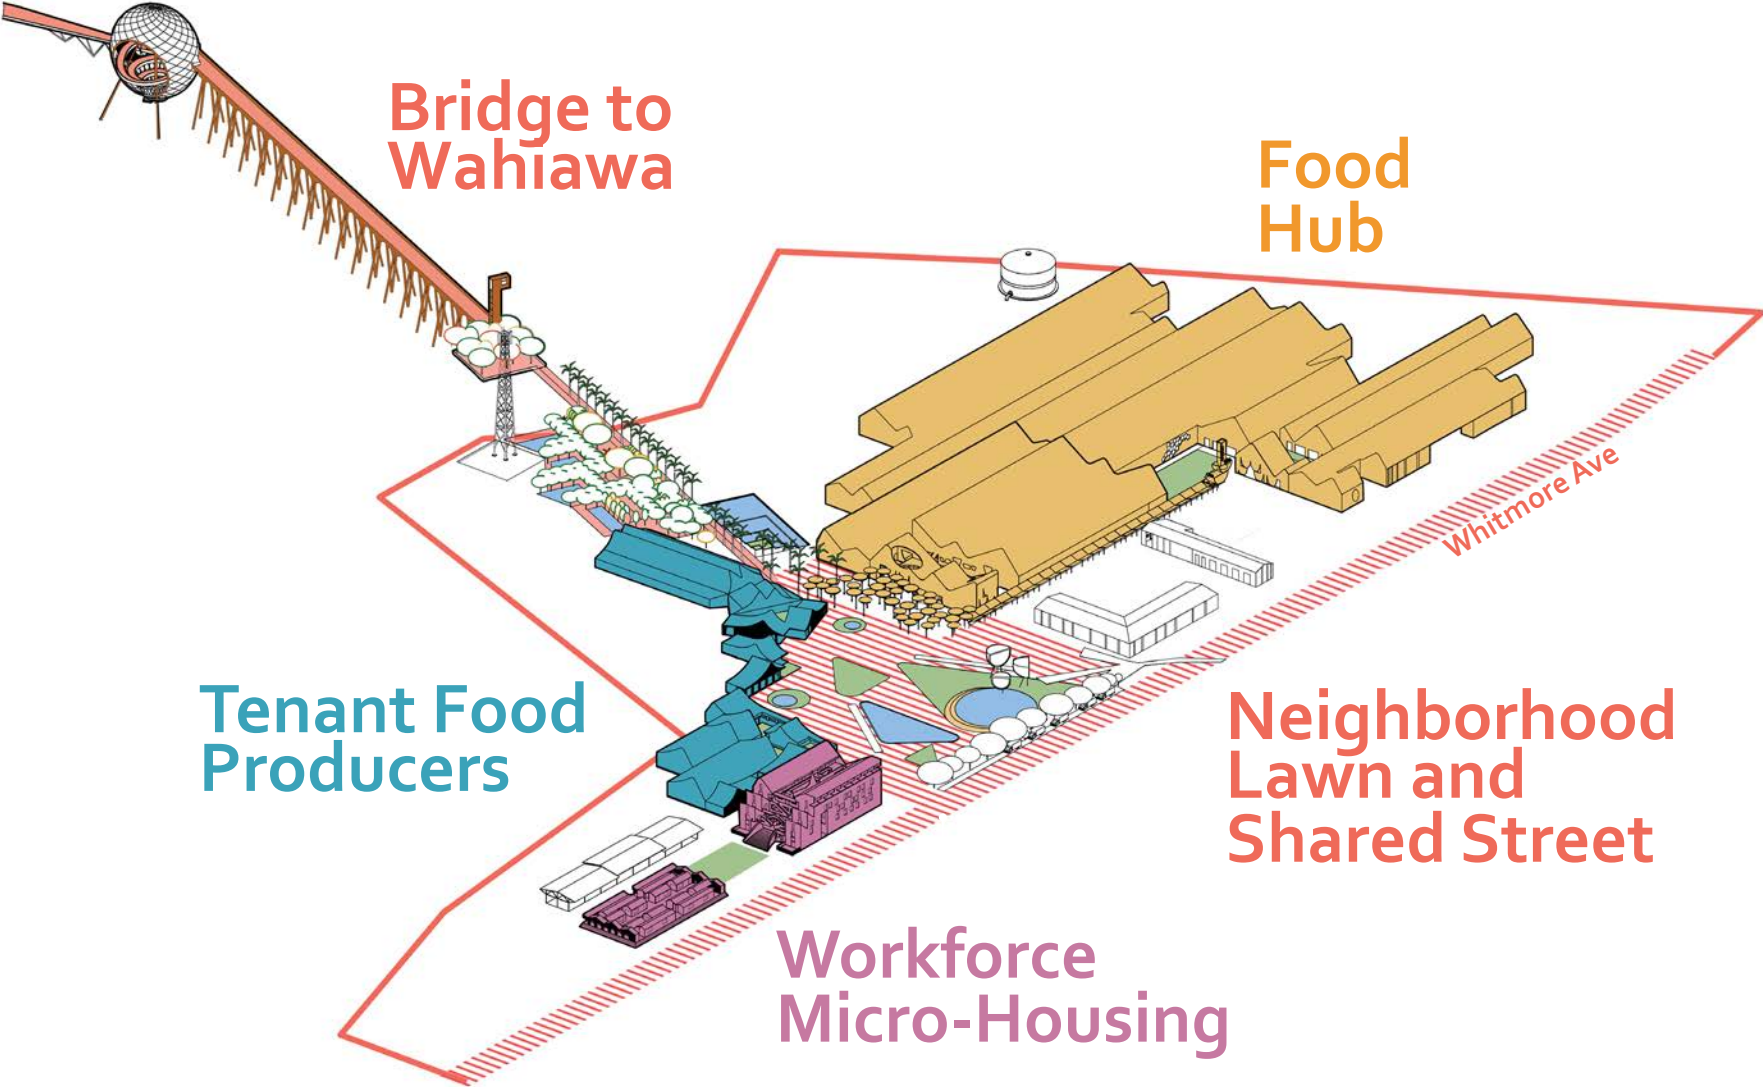 Bridge to
Wahiawa
Food
Hub
Whitmore Ave
Tenant Food
Producers
Neighborhood
Lawn and
Shared Street
Workforce
Micro-Housing